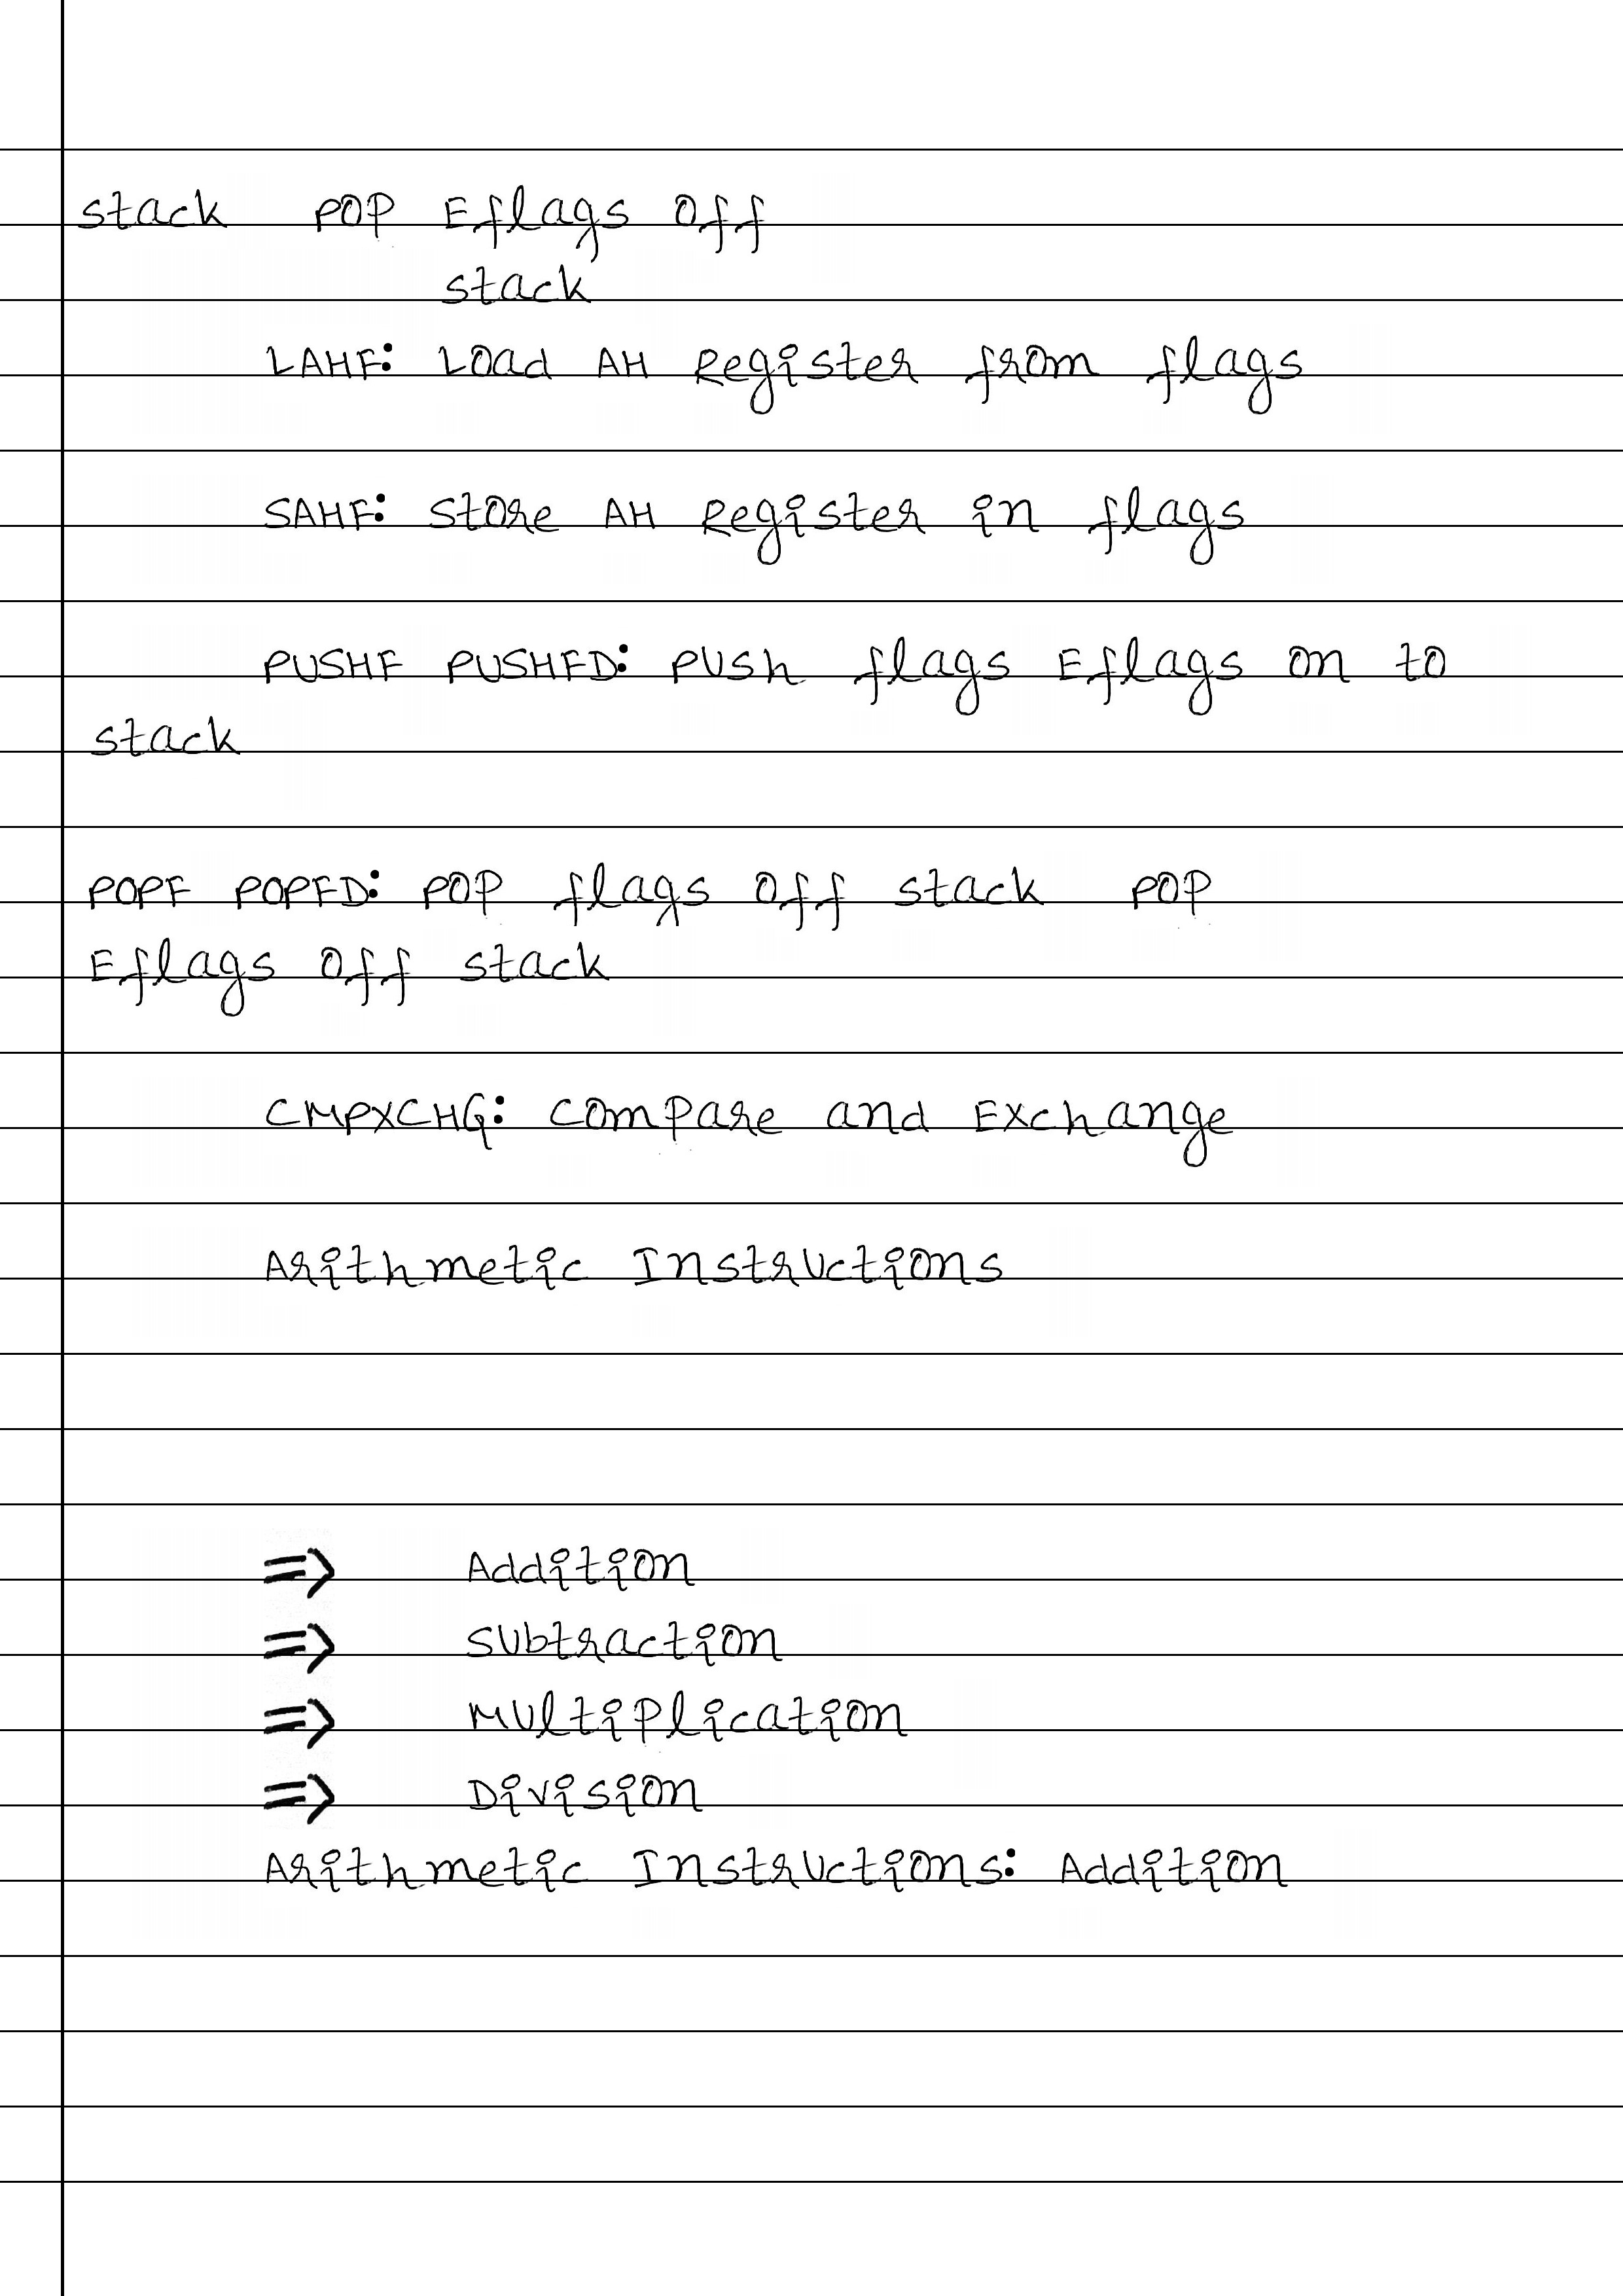 stack POP Eflags Off
stack
LAHF: Load AH Register from flags
SAHF: Store AH Register in flags
PUSHF PUSHFD: Push flags Eflags on to
stack
POPF POPFD: POP flags Off stack POP
Eflags Off stack
CMPXCHG: Compare and Exchange
Arithmetic Instructions
=> Addition
=> Subtraction
=> Multiplication
=> Division
Arithmetic Instructions: Addition